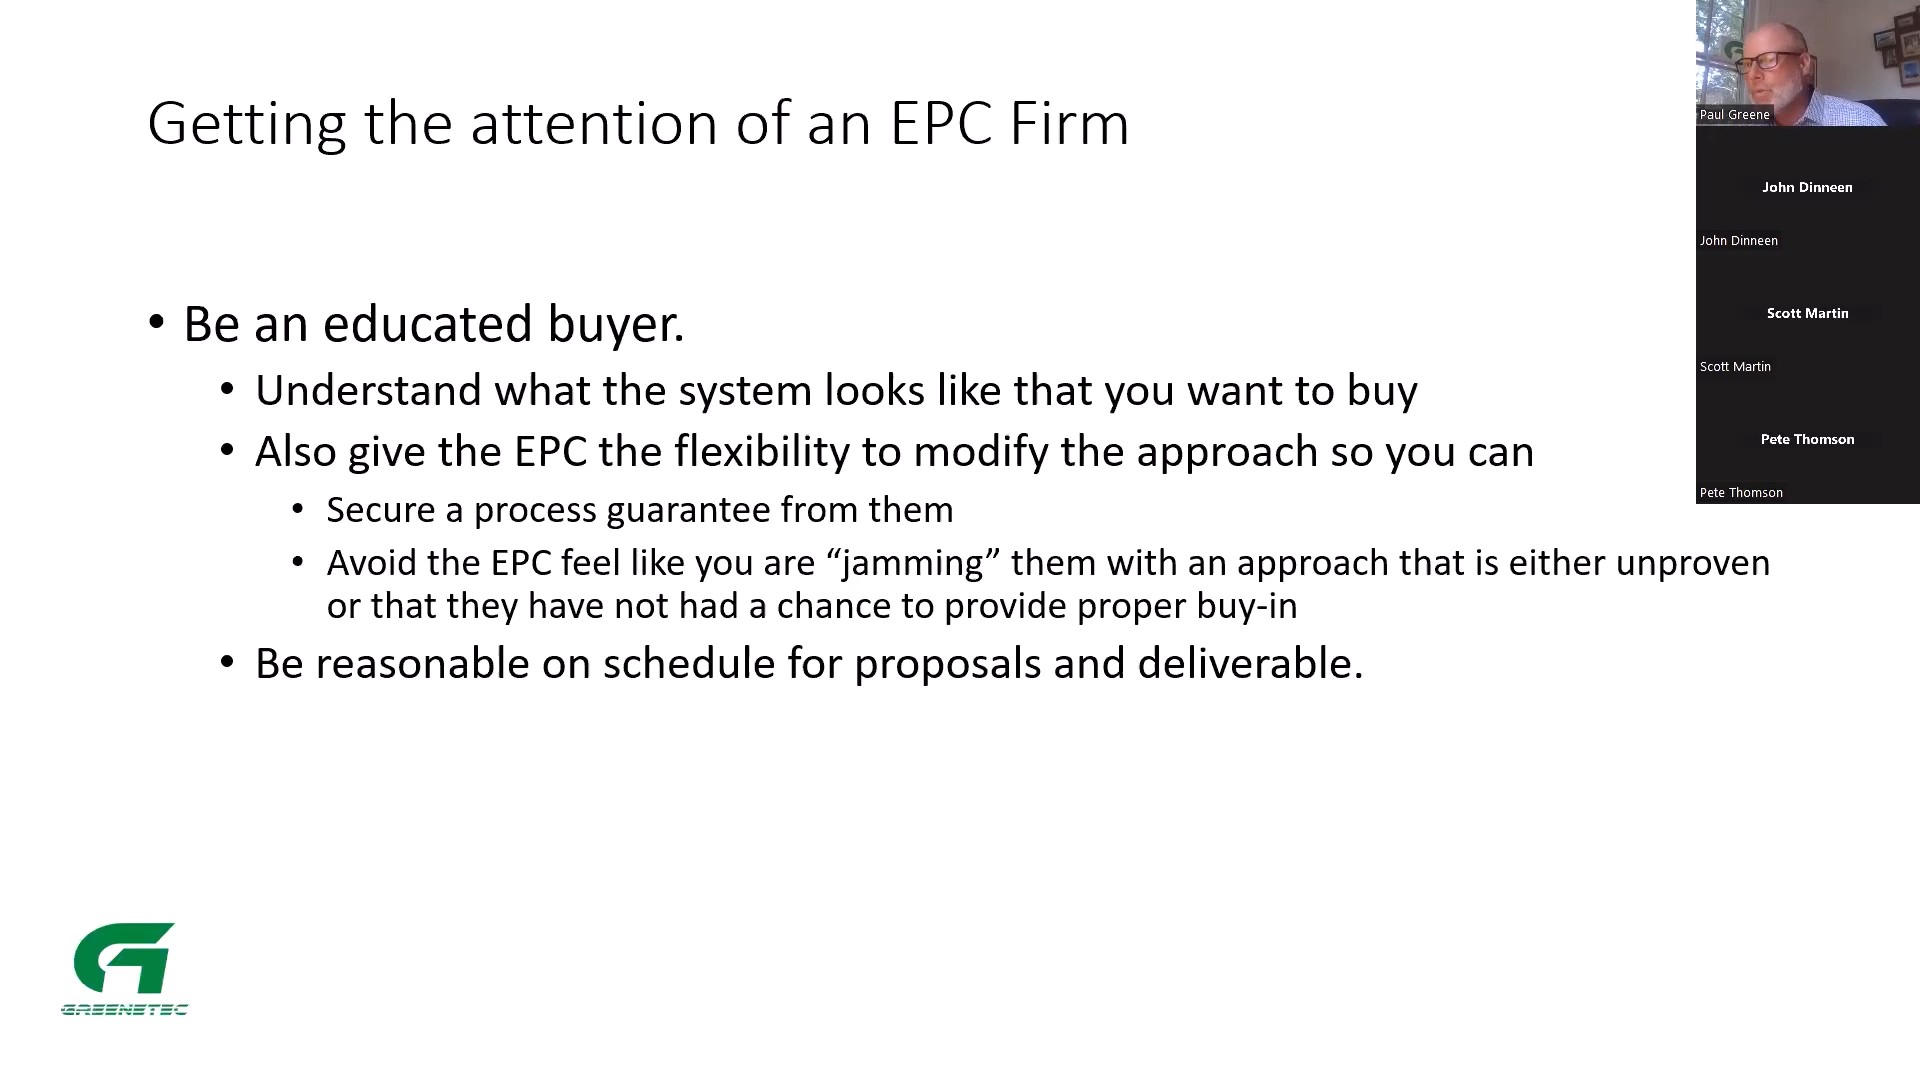 Getting the attention of an EPC Firm
• Be an educated buyer.
• Understand what the system looks like that you want to buy
• Also give the EPC the flexibility to modify the approach so you can
• Secure a process guarantee from them
• Avoid the EPC feel like you are “jamming” them with an approach that is either unproven
or that they have not had a chance to provide proper buy-in
• Be reasonable on schedule for proposals and deliverable.
GREENETEC
Paul Greene
John Dinneen
John Dinneen
Scott Martin
Scott Martin
Pete Thomson
Pete Thomson